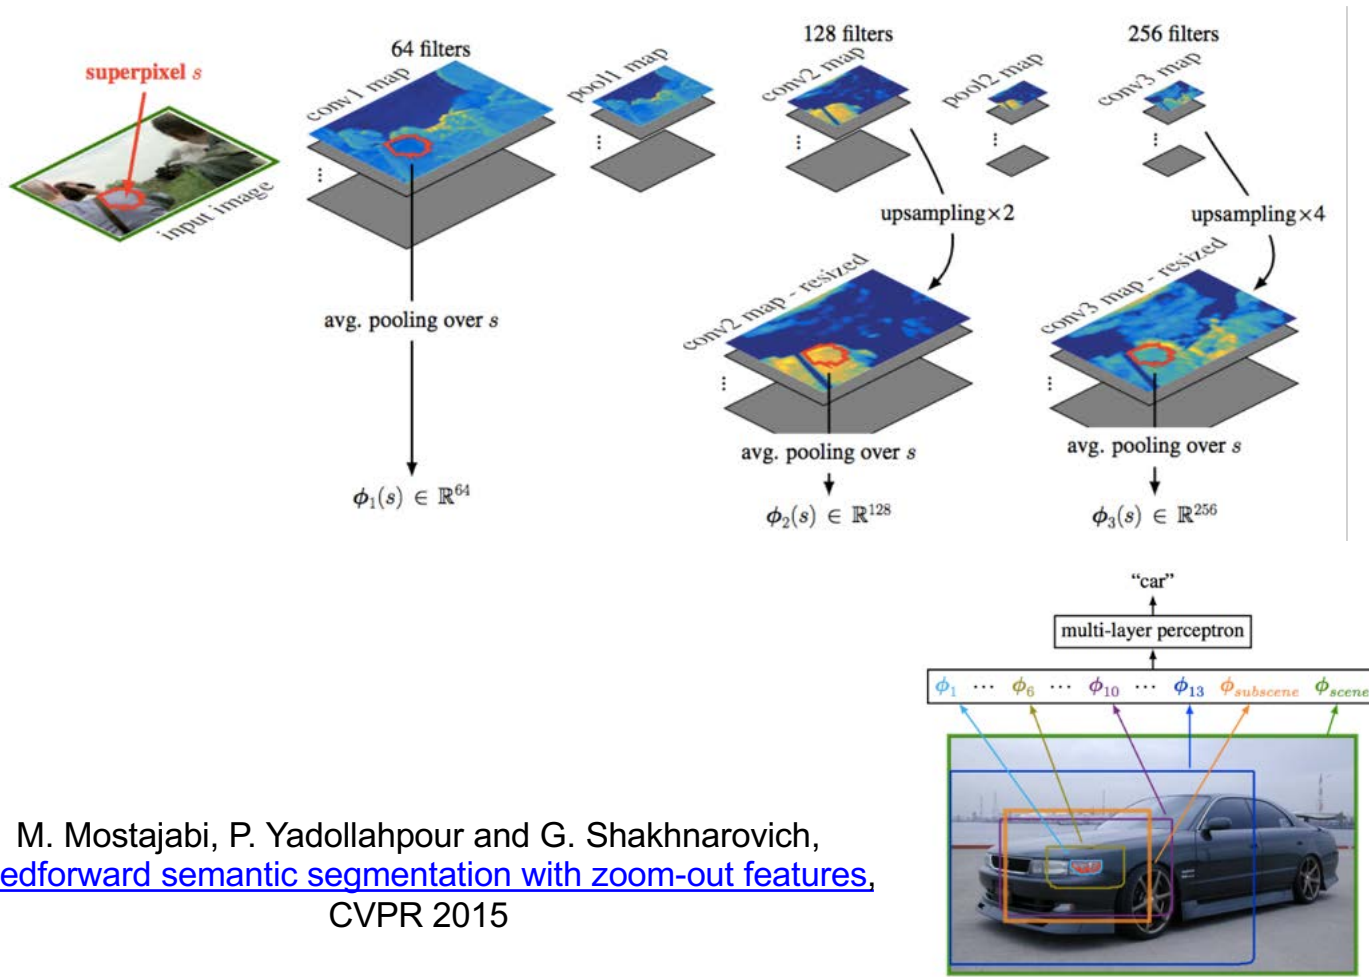 64 filters
128 filters
256 filters
superpixel s
conv1 map
pool1 map
conv2 map
pool2 map
conv3 map
input image
⋮
⋮
⋮
⋮
⋮
upsampling×2
upsampling×4
conv2 map - resized
conv3 map - resized
avg. pooling over s
⋮
⋮
avg. pooling over s
avg. pooling over s
ϕ₁(s) ∈ ℝ⁶⁴
ϕ₂(s) ∈ ℝ¹²⁸
ϕ₃(s) ∈ ℝ²⁵⁶
“car”
multi-layer perceptron
ϕ₁ ⋯ ϕ₆ ⋯ ϕ₁₀ ⋯ ϕ₁₃ ϕsubscene ϕscene
M. Mostajabi, P. Yadollahpour and G. Shakhnarovich,
edforward semantic segmentation with zoom-out features,
CVPR 2015